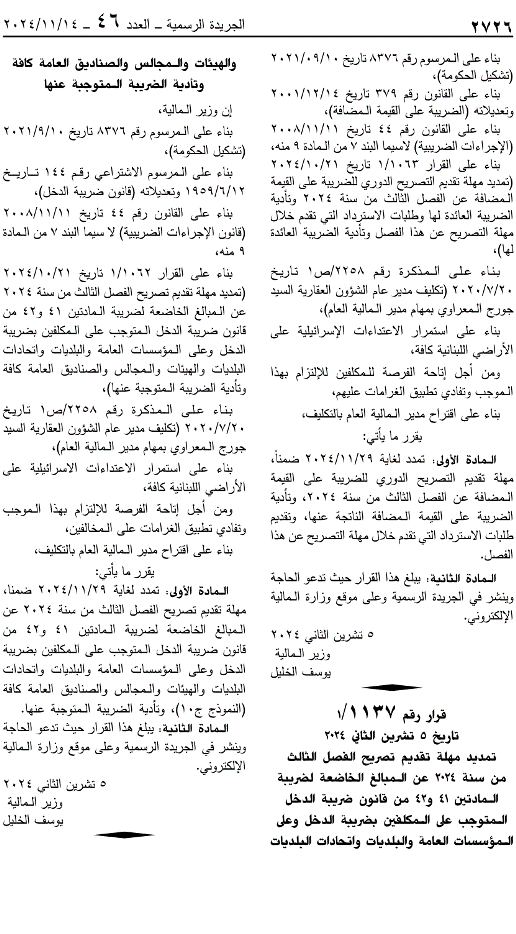 ٢٧٢٦
الجريدة الرسمية ــ العدد ٤٦ ــ ٢٠٢٤/١١/١٤
بناء على المرسوم رقم ٨٣٧٦ تاريخ ٢٠٢١/٠٩/١٠
(تشكيل الحكومة)،
بناء على القانون رقم ٣٧٩ تاريخ ٢٠٠١/١٢/١٤
وتعديلاته (الضريبة على القيمة المضافة)،
بناء على القانون رقم ٤٤ تاريخ ٢٠٠٨/١١/١١
(الإجراءات الضريبية) لاسيما البند ٧ من المادة ٩ منه،
بناء على القرار ١/١٠٦٣ تاريخ ٢٠٢٤/١٠/٢١
(تمديد مهلة تقديم التصريح الدوري للضريبة على القيمة
المضافة عن الفصل الثالث من سنة ٢٠٢٤ وتأدية
الضريبة العائدة لها وطلبات الاسترداد التي تقدم خلال
مهلة التصريح عن هذا الفصل وتأدية الضريبة العائدة
لها)،
بناء على المذكرة رقم ٢٢٥٨/ص١ تاريخ
٢٠٢٠/٧/٢٠ (تكليف مدير عام الشؤون العقارية السيد
جورج المعراوي بمهام مدير المالية العام)،
بناء على استمرار الاعتداءات الإسرائيلية على
الأراضي اللبنانية كافة،
ومن أجل إتاحة الفرصة للمكلفين للإلتزام بهذا
الموجب وتفادي تطبيق الغرامات عليهم،
بناء على اقتراح مدير المالية العام بالتكليف،
يقرر ما يأتي:
المادة الأولى: تمدد لغاية ٢٠٢٤/١١/٢٩ ضمناً،
مهلة تقديم التصريح الدوري للضريبة على القيمة
المضافة عن الفصل الثالث من سنة ٢٠٢٤، وتأدية
الضريبة على القيمة المضافة الناتجة عنها، وتقديم
طلبات الاسترداد التي تقدم خلال مهلة التصريح عن هذا
الفصل.
المادة الثانية: يبلغ هذا القرار حيث تدعو الحاجة
وينشر في الجريدة الرسمية وعلى موقع وزارة المالية
الإلكتروني.
٥ تشرين الثاني ٢٠٢٤
وزير المالية
يوسف الخليل
قرار رقم ١/١١٣٧
تاريخ ٥ تشرين الثاني ٢٠٢٤
تمديد مهلة تقديم تصريح الفصل الثالث
من سنة ٢٠٢٤ عن المبالغ الخاضعة لضريبة
المادتين ٤١ و٤٢ من قانون ضريبة الدخل
المتوجب على المكلفين بضريبة الدخل وعلى
المؤسسات العامة والبلديات واتحادات البلديات
والهيئات والمجالس والصناديق العامة كافة
وتأدية الضريبة المتوجبة عنها
إن وزير المالية،
بناء على المرسوم رقم ٨٣٧٦ تاريخ ٢٠٢١/٩/١٠
(تشكيل الحكومة)،
بناء على المرسوم الاشتراعي رقم ١٤٤ تاريخ
١٩٥٩/٦/١٢ وتعديلاته (قانون ضريبة الدخل)،
بناء على القانون رقم ٤٤ تاريخ ٢٠٠٨/١١/١١
(قانون الإجراءات الضريبية) لا سيما البند ٧ من المادة
٩ منه،
بناء على القرار ١/١٠٦٢ تاريخ ٢٠٢٤/١٠/٢١
(تمديد مهلة تقديم تصريح الفصل الثالث من سنة ٢٠٢٤
عن المبالغ الخاضعة لضريبة المادتين ٤١ و٤٢ من
قانون ضريبة الدخل المتوجب على المكلفين بضريبة
الدخل وعلى المؤسسات العامة والبلديات واتحادات
البلديات والهيئات والمجالس والصناديق العامة كافة
وتأدية الضريبة المتوجبة عنها)،
بناء على المذكرة رقم ٢٢٥٨/ص١ تاريخ
٢٠٢٠/٧/٢٠ (تكليف مدير عام الشؤون العقارية السيد
جورج المعراوي بمهام مدير المالية العام)،
بناء على استمرار الاعتداءات الاسرائيلية على
الأراضي اللبنانية كافة،
ومن أجل إتاحة الفرصة للإلتزام بهذا الموجب
وتفادي تطبيق الغرامات على المخالفين،
بناء على اقتراح مدير المالية العام بالتكليف،
يقرر ما يأتي:
المادة الأولى: تمدد لغاية ٢٠٢٤/١١/٢٩ ضمناً،
مهلة تقديم تصريح الفصل الثالث من سنة ٢٠٢٤ عن
المبالغ الخاضعة لضريبة المادتين ٤١ و٤٢ من
قانون ضريبة الدخل المتوجب على المكلفين بضريبة
الدخل وعلى المؤسسات العامة والبلديات واتحادات
البلديات والهيئات والمجالس والصناديق العامة كافة
(النموذج ج١٠)، وتأدية الضريبة المتوجبة عنها.
المادة الثانية: يبلغ هذا القرار حيث تدعو الحاجة
وينشر في الجريدة الرسمية وعلى موقع وزارة المالية
الإلكتروني.
٥ تشرين الثاني ٢٠٢٤
وزير المالية
يوسف الخليل